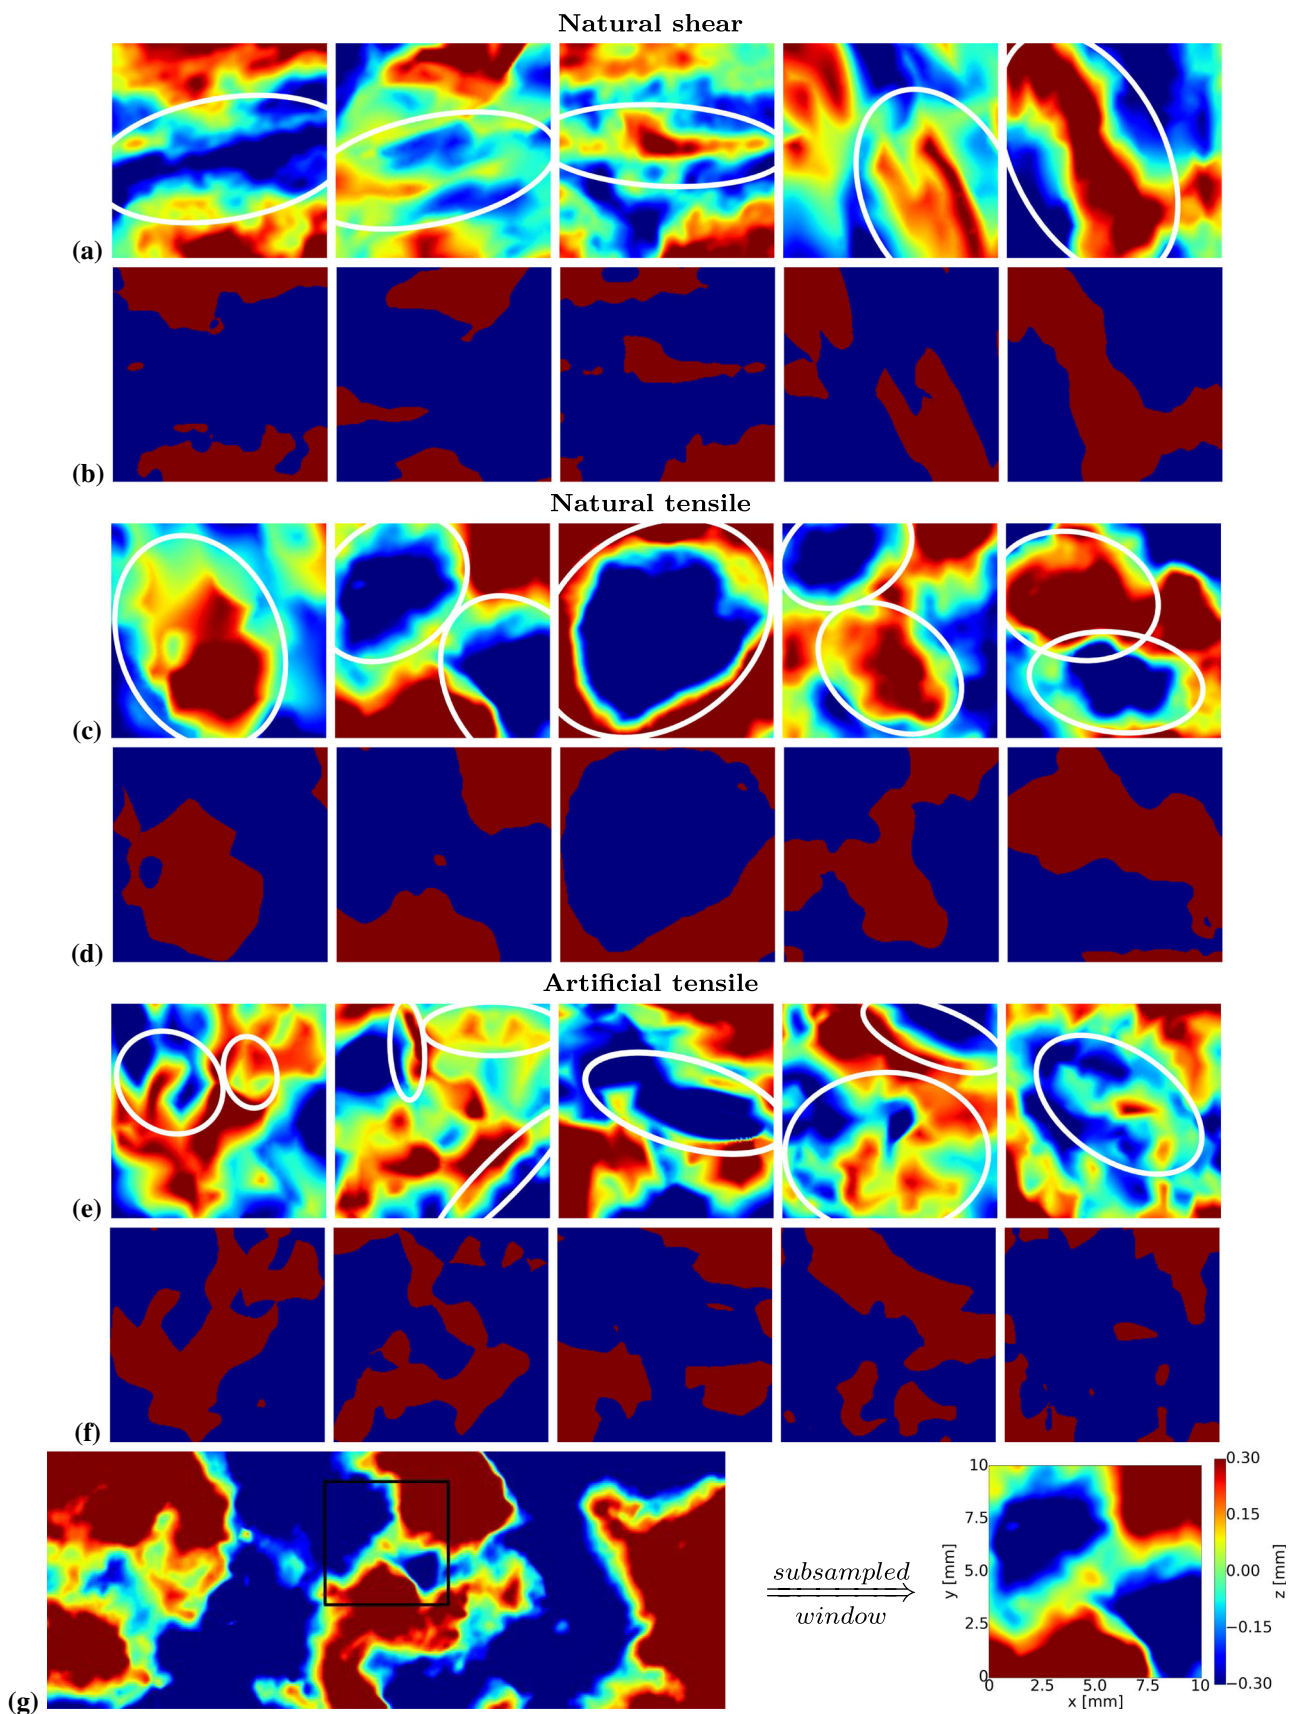 Natural shear
(a)
(b)
Natural tensile
(c)
(d)
Artificial tensile
(e)
(f)
(g)
subsampled
window
y [mm]
10
7.5
5.0
2.5
0
0 2.5 5.0 7.5 10
x [mm]
0.30
0.15
0.00
−0.15
−0.30
z [mm]